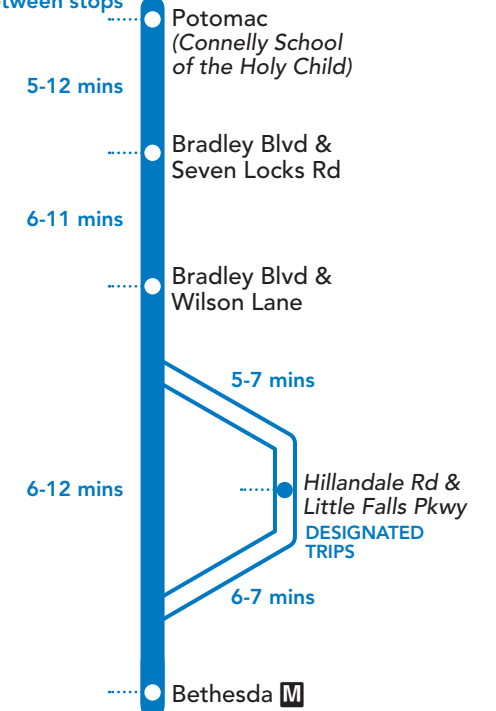 between stops
Potomac
(Connelly School
of the Holy Child)
5-12 mins
Bradley Blvd &
Seven Locks Rd
6-11 mins
Bradley Blvd &
Wilson Lane
5-7 mins
6-12 mins
Hillandale Rd &
Little Falls Pkwy
DESIGNATED
TRIPS
6-7 mins
Bethesda M